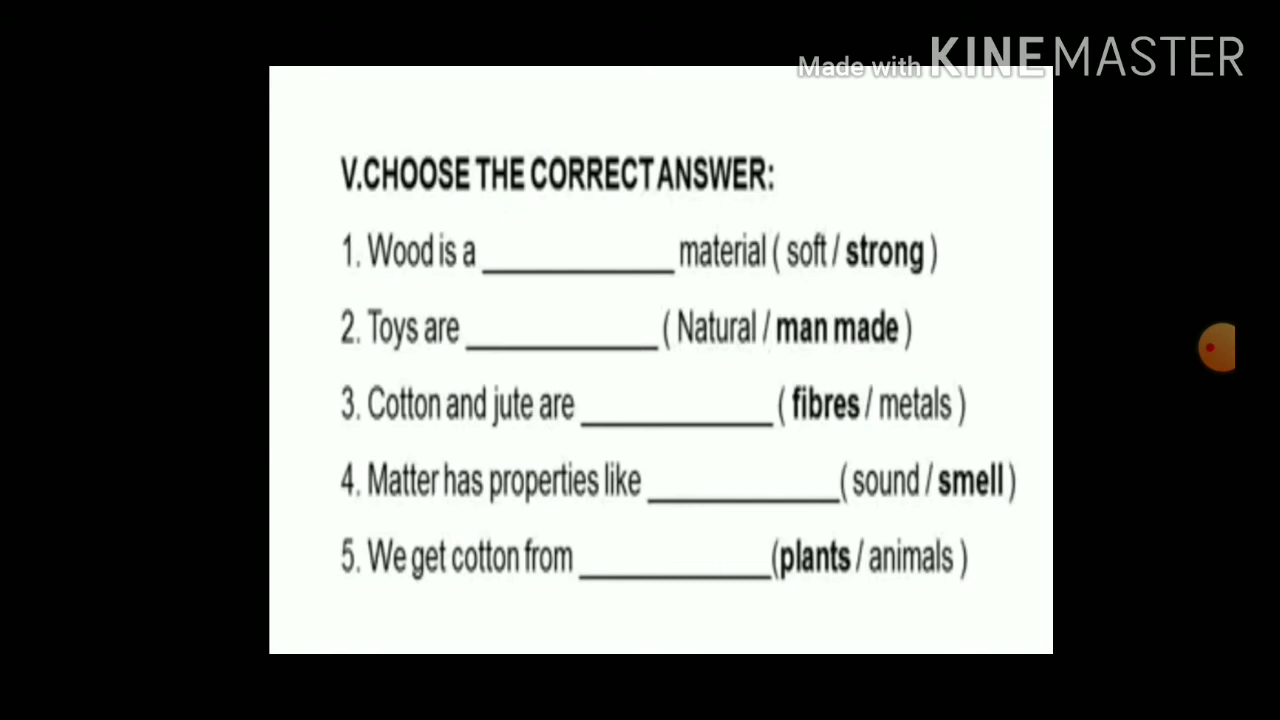 Made with KINEMASTER
V.CHOOSE THE CORRECT ANSWER:
1. Wood is a ____________ material ( soft / strong )
2. Toys are ____________ ( Natural / man made )
3. Cotton and jute are ____________ ( fibres / metals )
4. Matter has properties like ____________( sound / smell )
5. We get cotton from ____________(plants / animals )